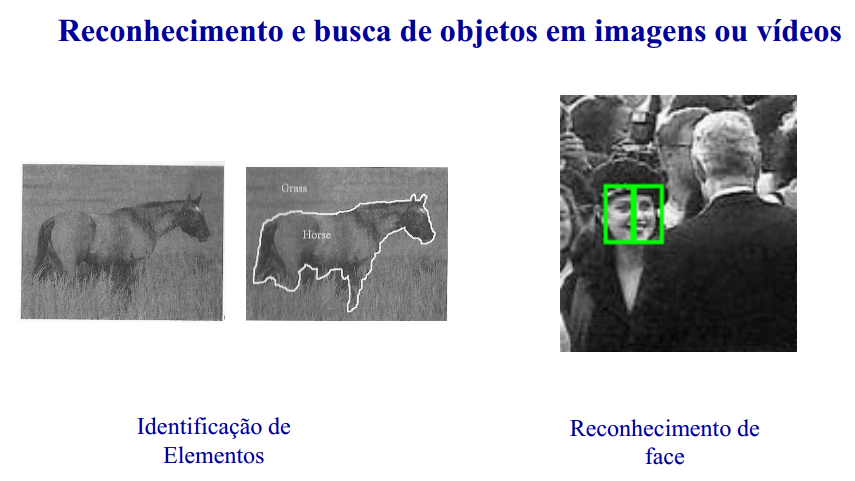 Reconhecimento e busca de objetos em imagens ou vídeos
Grass
Horse
Identificação de
Elementos
Reconhecimento de
face